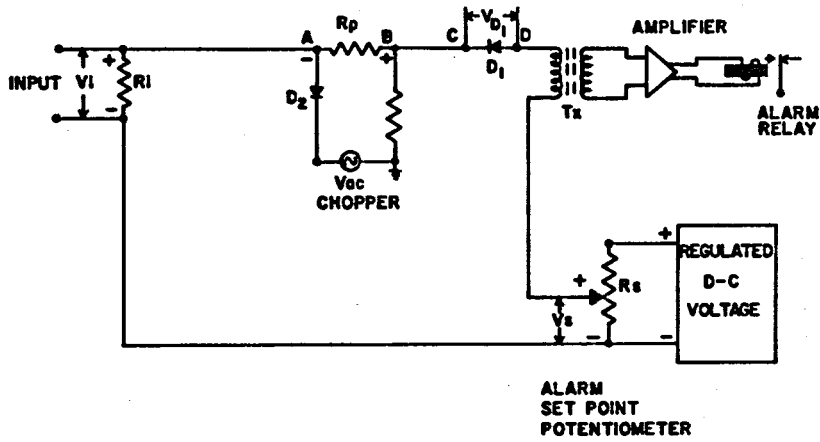 VD1
AMPLIFIER
A
Rp
B
C
D
+
-
+
D1
INPUT
Vi
+
Ri
-
D2
Tx
+
ALARM
RELAY
Vac
CHOPPER
+
+
REGULATED
D-C
VOLTAGE
Rs
Vs
-
-
ALARM
SET POINT
POTENTIOMETER